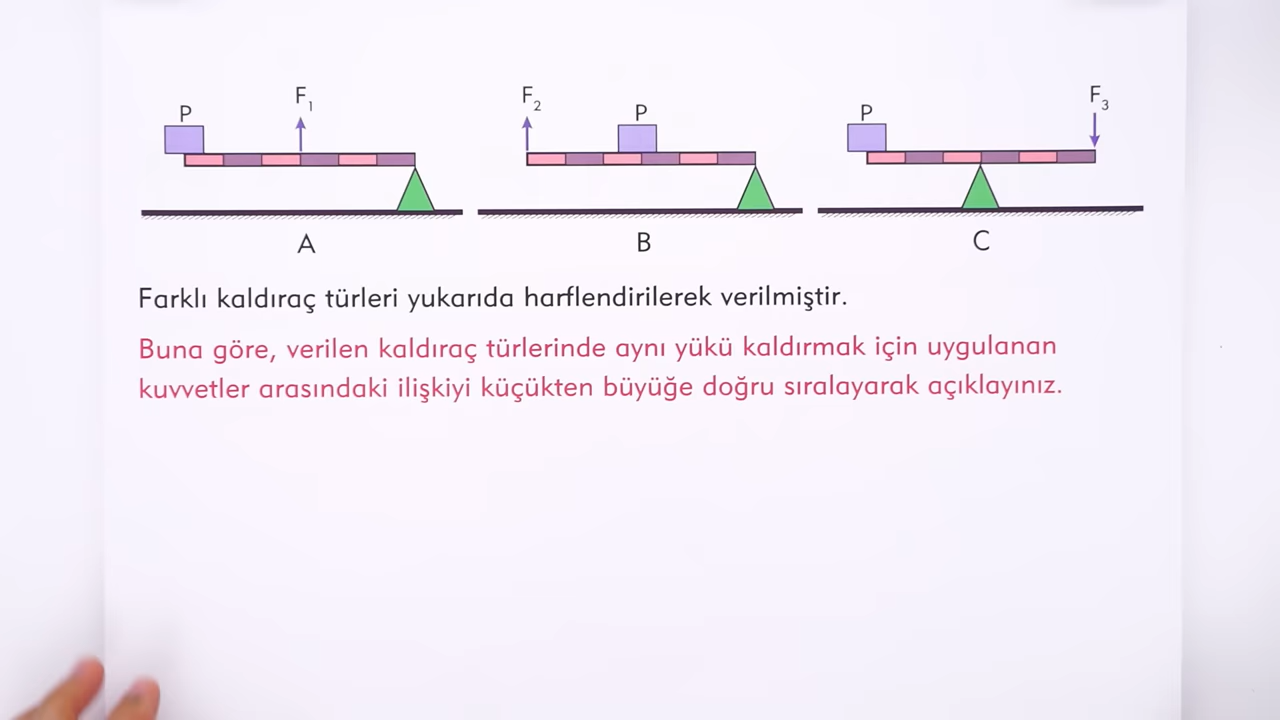 P F₁ F₂ P P F₃
A B C
Farklı kaldıraç türleri yukarıda harflendirilerek verilmiştir.
Buna göre, verilen kaldıraç türlerinde aynı yükü kaldırmak için uygulanan
kuvvetler arasındaki ilişkiyi küçükten büyüğe doğru sıralayarak açıklayınız.